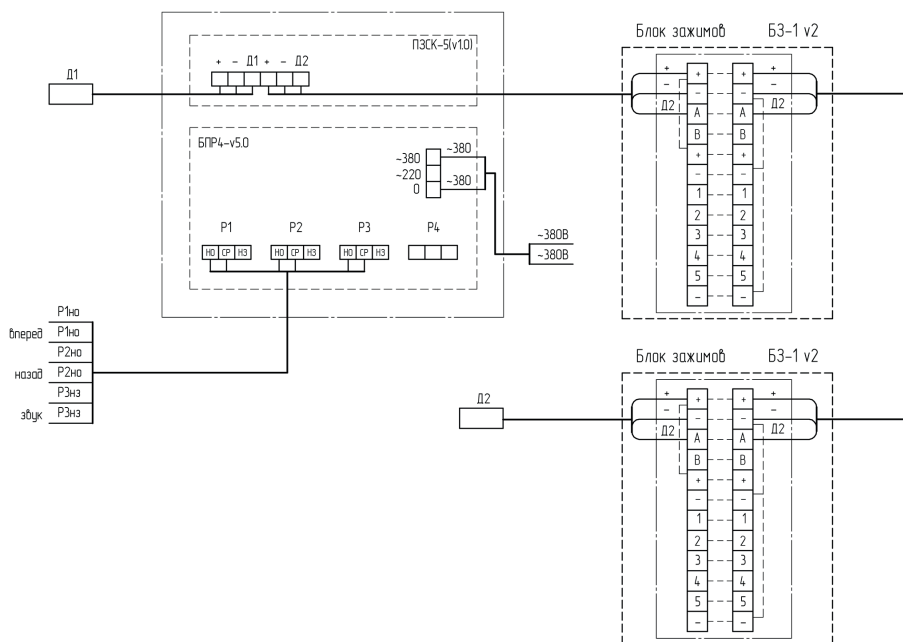 ПЗСК-5(v1.0)
+ - Д1 + - Д2
Д1
БПР4-v5.0
~380 ~380
~220
0 ~380
Р1 Р2 Р3 Р4
НО СР НЗ НО СР НЗ НО СР НЗ
~380В
~380В
Р1но
вперед Р1но
Р2но
назад Р2но
Р3нз
звук Р3нз
Блок зажимов БЗ-1 v2
+ + + +
- - - -
Д2 А А Д2
В В
+ +
- -
1 1
2 2
3 3
4 4
5 5
- -
Д2
Блок зажимов БЗ-1 v2
+ + + +
- - - -
Д2 А А Д2
В В
+ +
- -
1 1
2 2
3 3
4 4
5 5
- -